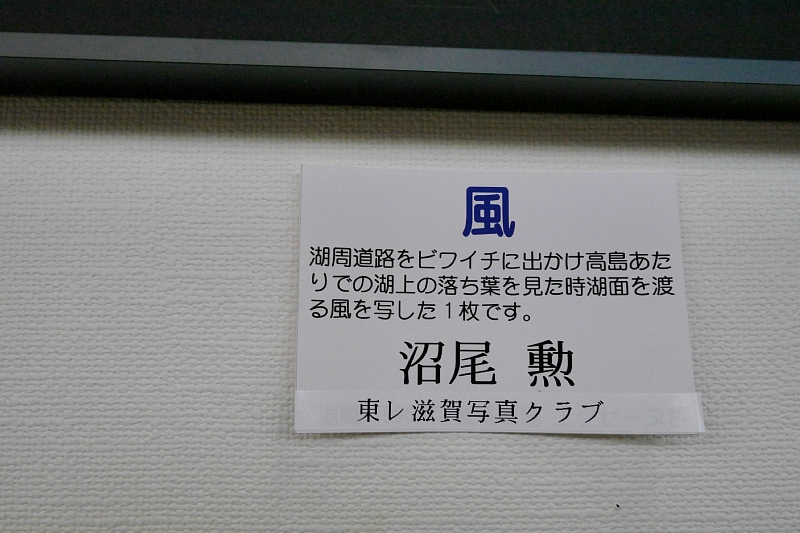 風
湖周道路をビワイチに出かけ高島あた
りでの湖上の落ち葉を見た時湖面を渡
る風を写した1枚です。
沼尾 勲
東レ滋賀写真クラブ